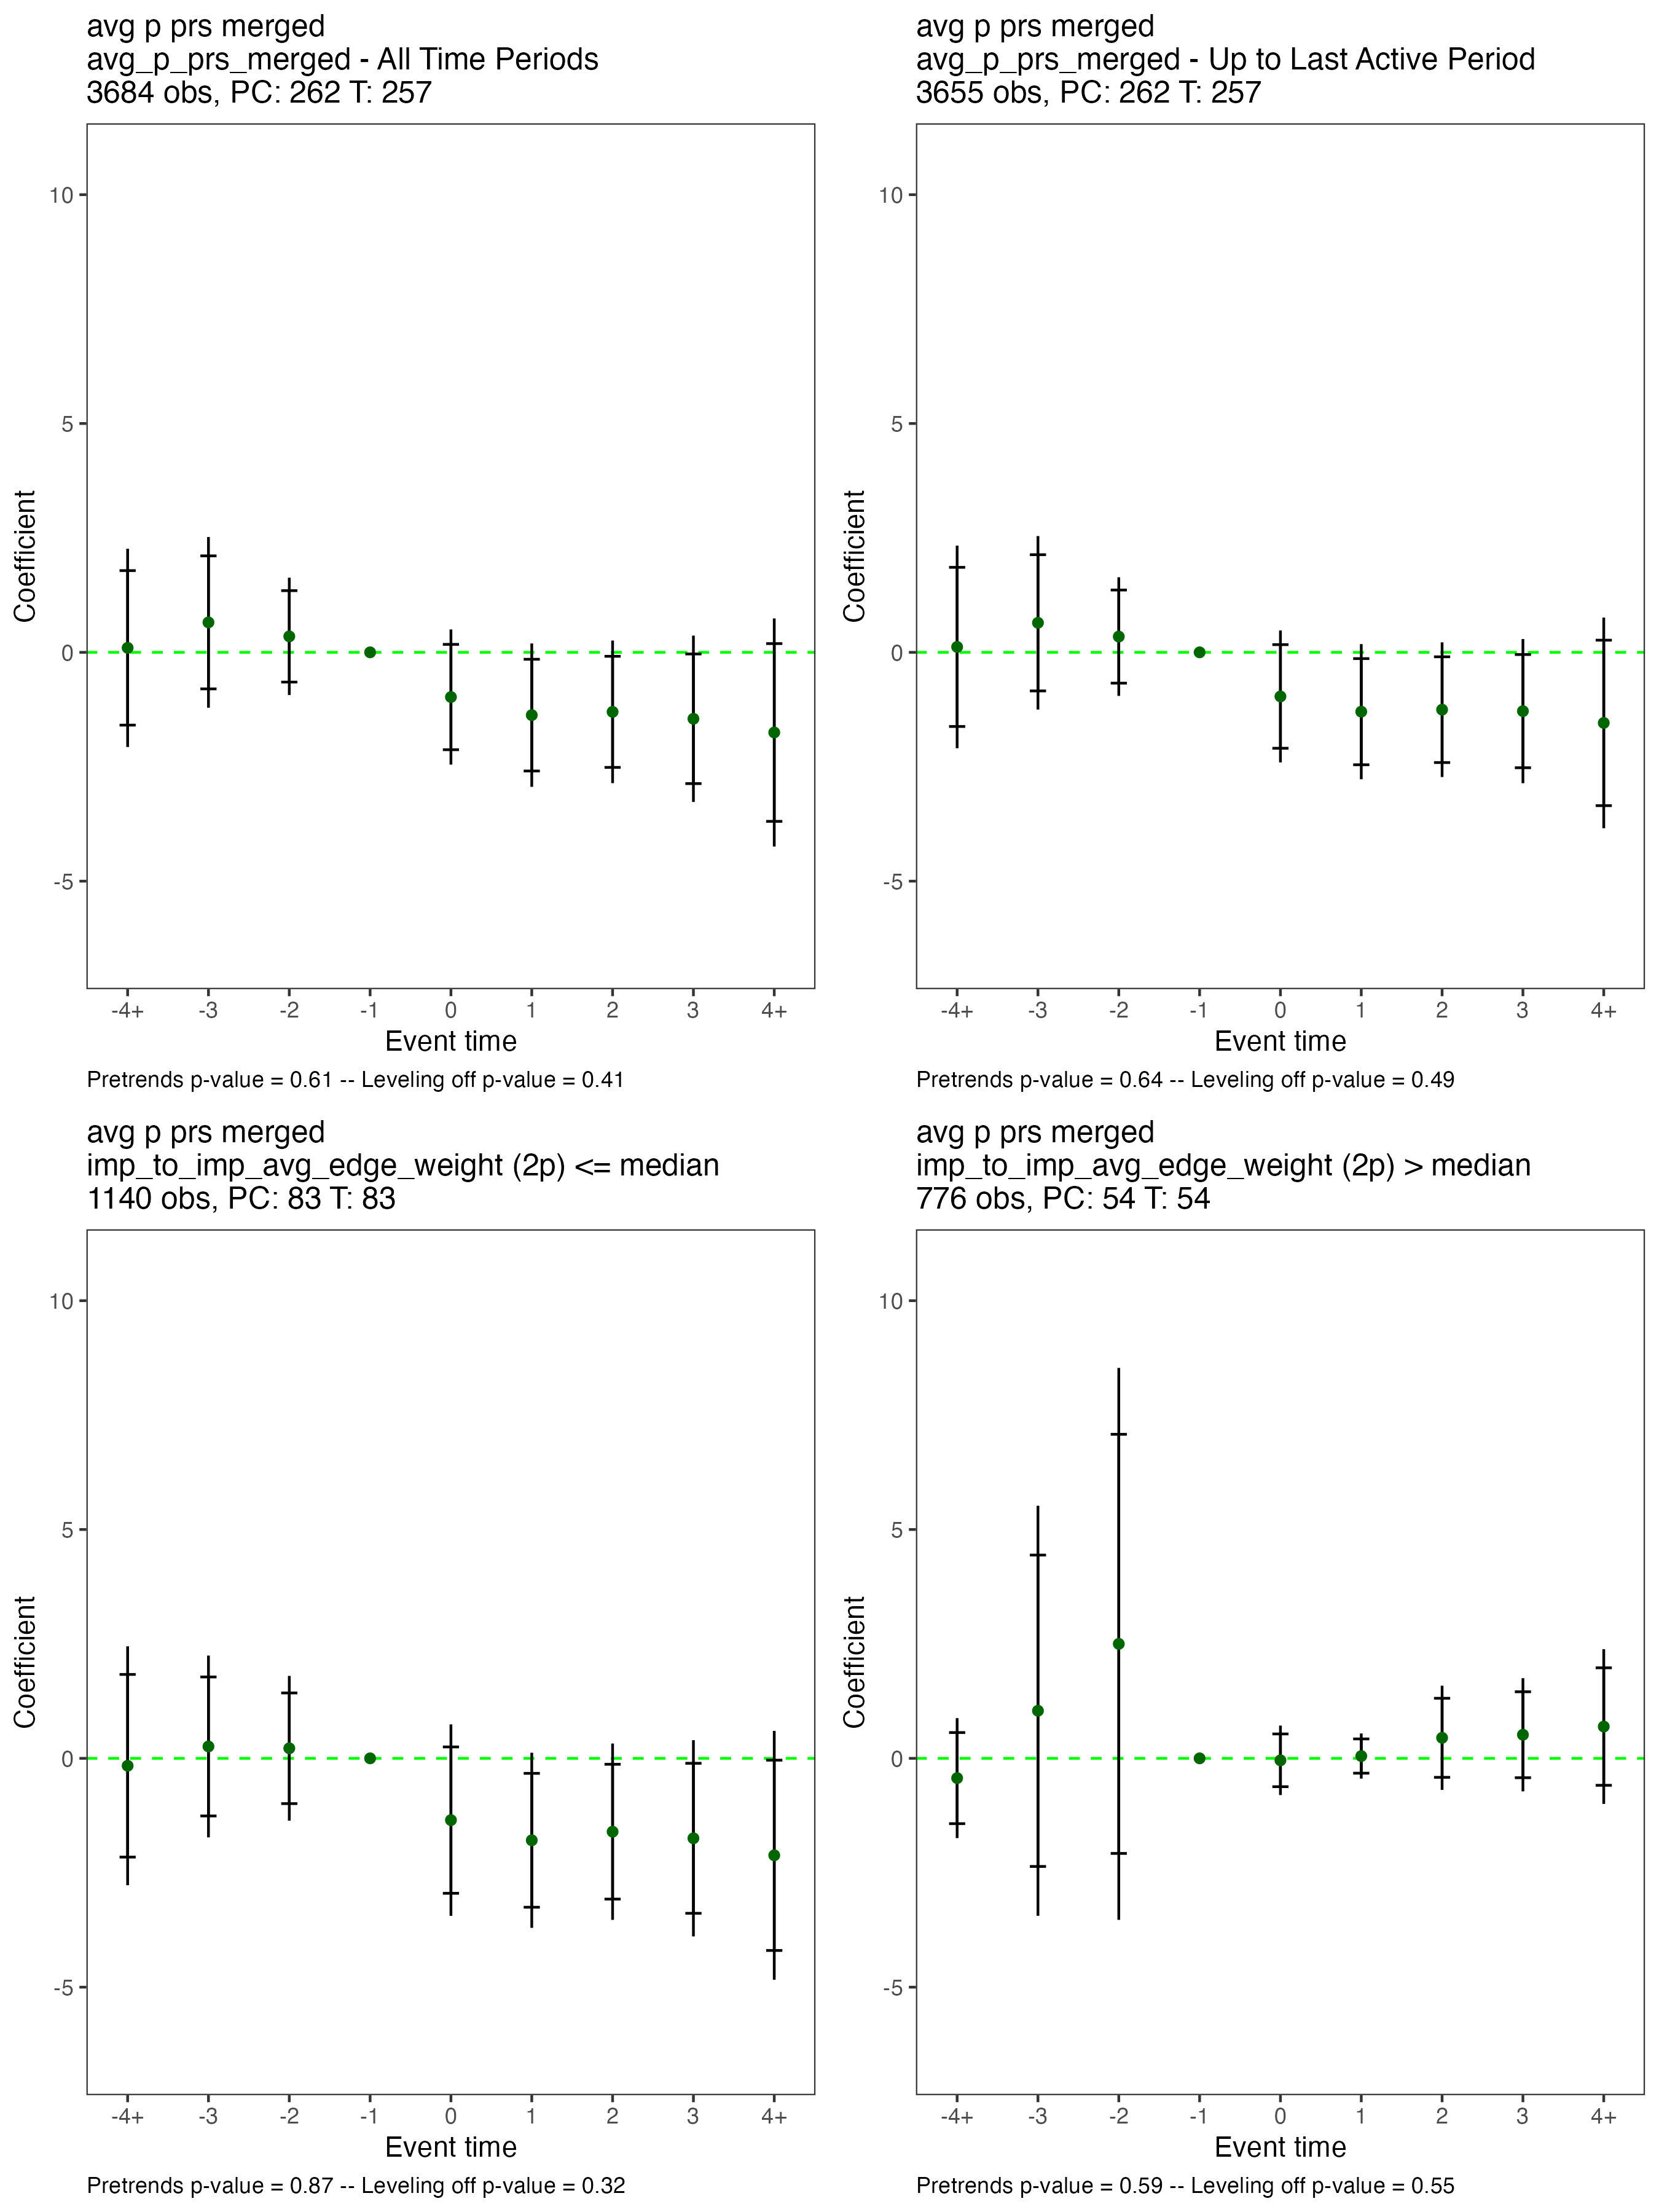 avg p prs merged
avg_p_prs_merged - All Time Periods
3684 obs, PC: 262 T: 257
10
5
0
-5
Coefficient
-4+ -3 -2 -1 0 1 2 3 4+
Event time
Pretrends p-value = 0.61 -- Leveling off p-value = 0.41
avg p prs merged
avg_p_prs_merged - Up to Last Active Period
3655 obs, PC: 262 T: 257
10
5
0
-5
Coefficient
-4+ -3 -2 -1 0 1 2 3 4+
Event time
Pretrends p-value = 0.64 -- Leveling off p-value = 0.49
avg p prs merged
imp_to_imp_avg_edge_weight (2p) <= median
1140 obs, PC: 83 T: 83
10
5
0
-5
Coefficient
-4+ -3 -2 -1 0 1 2 3 4+
Event time
Pretrends p-value = 0.87 -- Leveling off p-value = 0.32
avg p prs merged
imp_to_imp_avg_edge_weight (2p) > median
776 obs, PC: 54 T: 54
10
5
0
-5
Coefficient
-4+ -3 -2 -1 0 1 2 3 4+
Event time
Pretrends p-value = 0.59 -- Leveling off p-value = 0.55